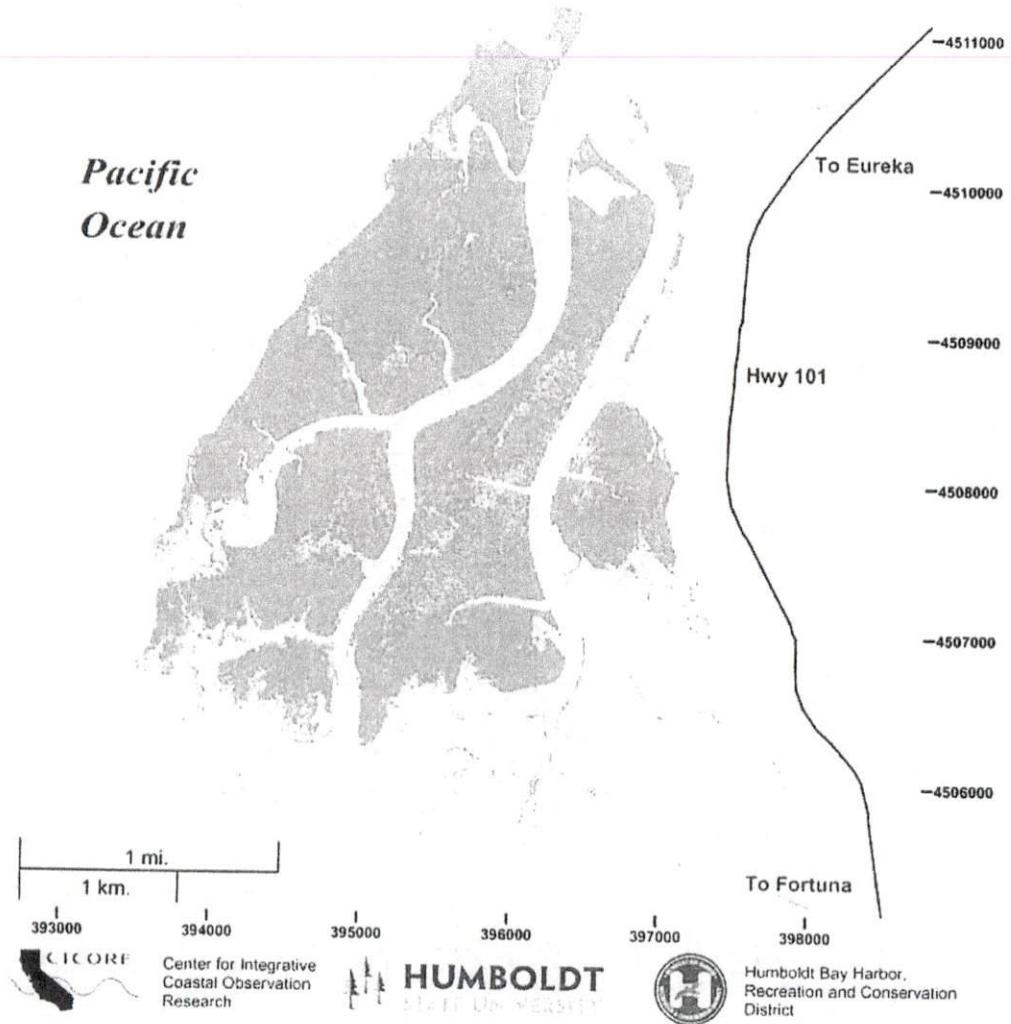 Pacific
Ocean
4511000
To Eureka
4510000
4509000
Hwy 101
4508000
4507000
4506000
1 mi.
1 km.
To Fortuna
393000
394000
395000
396000
397000
398000
CICORE
Center for Integrative
Coastal Observation
Research
HUMBOLDT
STATE UNIVERSITY
Humboldt Bay Harbor,
Recreation and Conservation
District